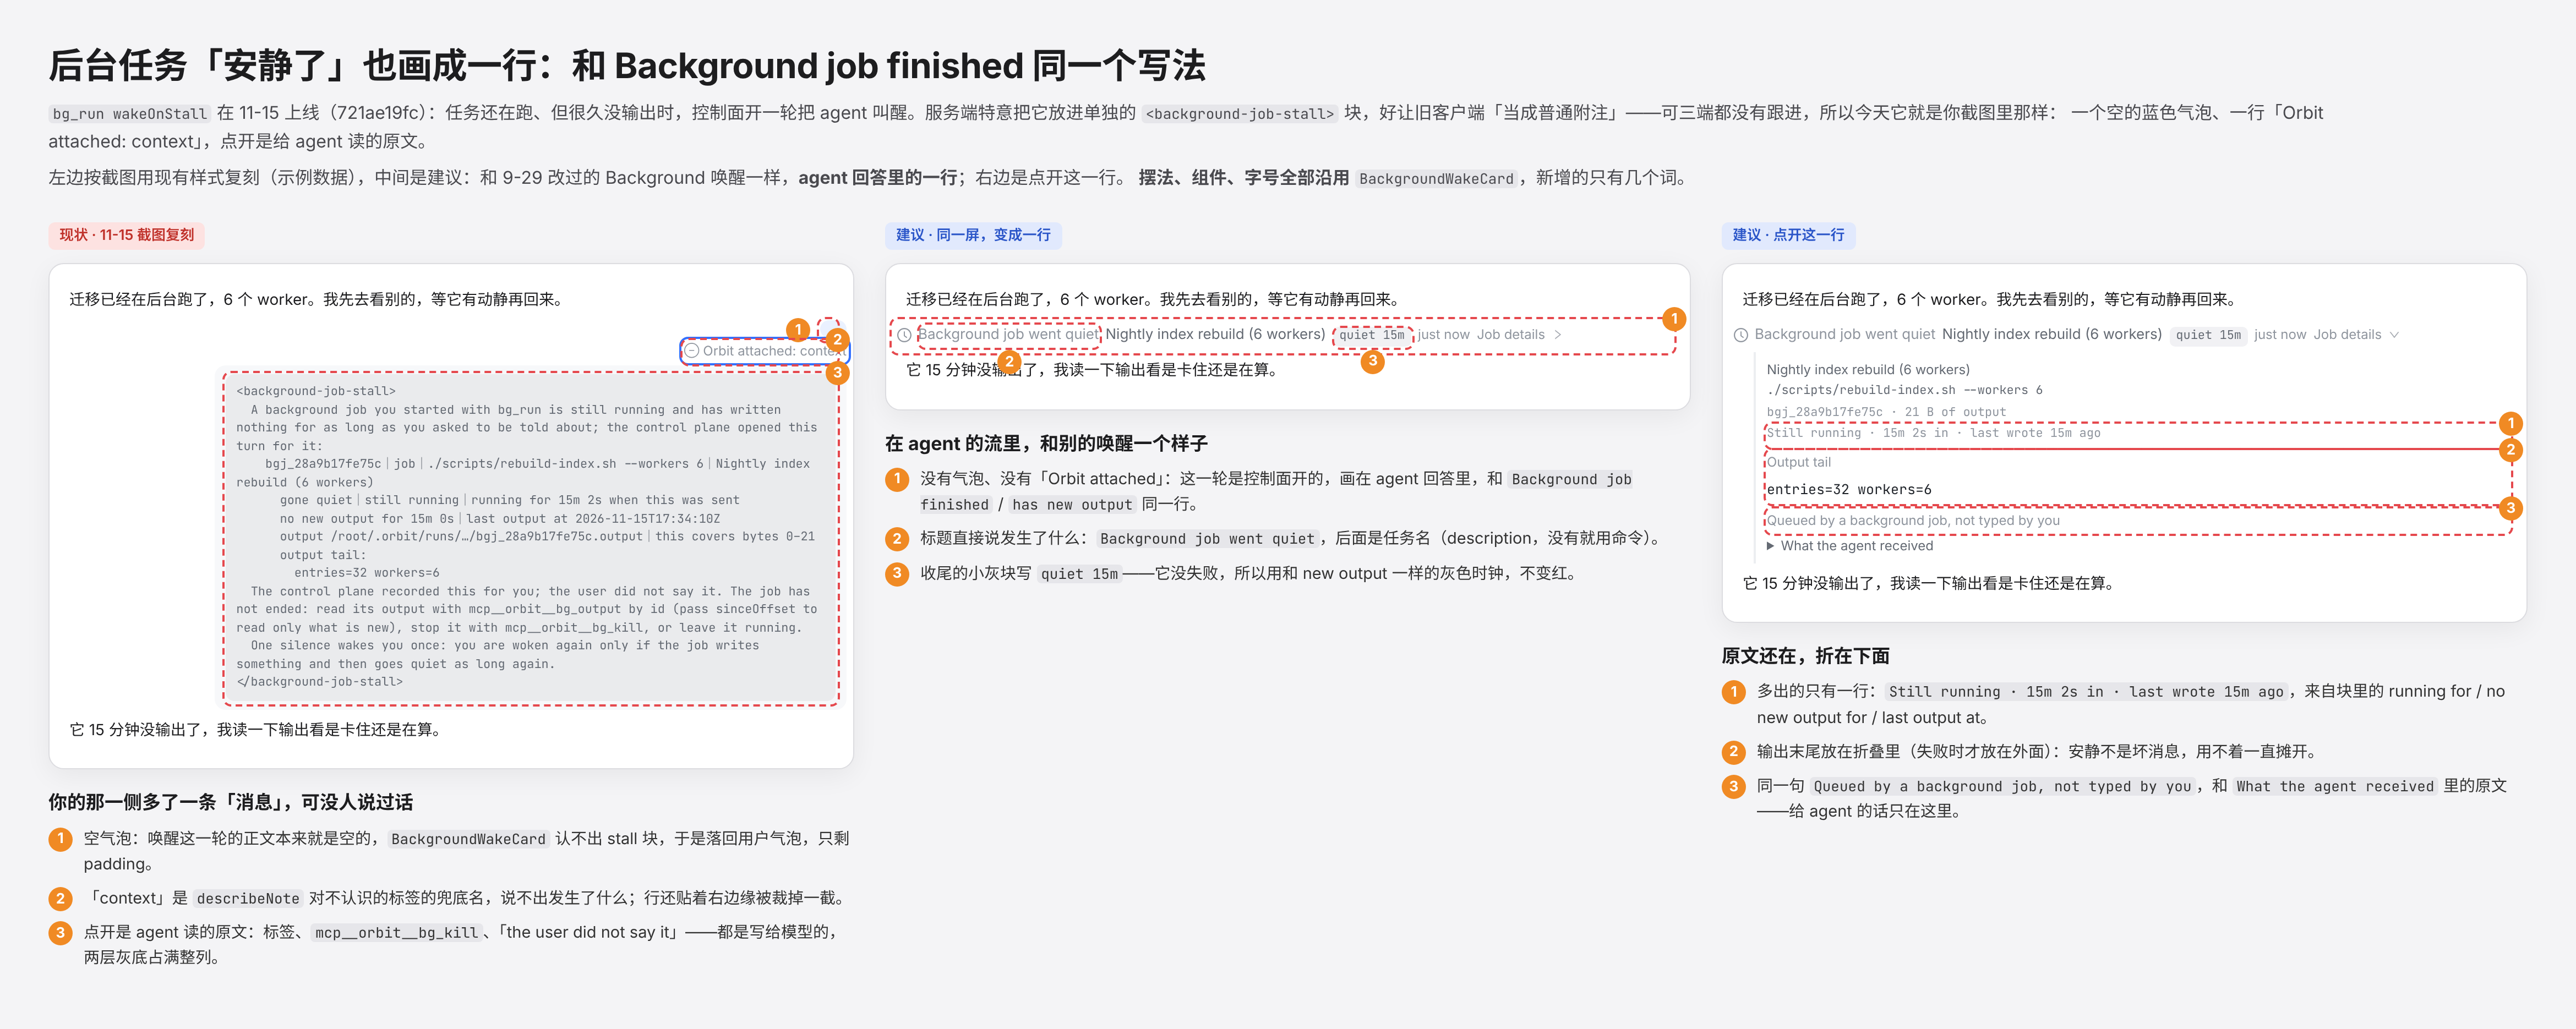 后台任务「安静了」也画成一行：和 Background job finished 同一个写法
bg_run wakeOnStall 在 11-15 上线（721ae19fc）：任务还在跑、但很久没输出时，控制面开一轮把 agent 叫醒。服务端特意把它放进单独的 <background-job-stall> 块，好让旧客户端「当成普通附注」——可三端都没有跟进，所以今天它就是你截图里那样： 一个空的蓝色气泡、一行「Orbit
attached: context」，点开是给 agent 读的原文。
左边按截图用现有样式复刻（示例数据），中间是建议：和 9-29 改过的 Background 唤醒一样，agent 回答里的一行；右边是点开这一行。 摆法、组件、字号全部沿用 BackgroundWakeCard，新增的只有几个词。
现状 · 11-15 截图复刻
迁移已经在后台跑了，6 个 worker。我先去看别的，等它有动静再回来。
1
2
Orbit attached: context
3
<background-job-stall>
A background job you started with bg_run is still running and has written
nothing for as long as you asked to be told about; the control plane opened this
turn for it:
bgj_28a9b17fe75c｜job｜./scripts/rebuild-index.sh --workers 6｜Nightly index
rebuild (6 workers)
gone quiet｜still running｜running for 15m 2s when this was sent
no new output for 15m 0s｜last output at 2026-11-15T17:34:10Z
output /root/.orbit/runs/…/bgj_28a9b17fe75c.output｜this covers bytes 0–21
output tail:
entries=32 workers=6
The control plane recorded this for you; the user did not say it. The job has
not ended: read its output with mcp__orbit__bg_output by id (pass sinceOffset to
read only what is new), stop it with mcp__orbit__bg_kill, or leave it running.
One silence wakes you once: you are woken again only if the job writes
something and then goes quiet as long again.
</background-job-stall>
它 15 分钟没输出了，我读一下输出看是卡住还是在算。
你的那一侧多了一条「消息」，可没人说过话
1 空气泡：唤醒这一轮的正文本来就是空的，BackgroundWakeCard 认不出 stall 块，于是落回用户气泡，只剩
padding。
2 「context」是 describeNote 对不认识的标签的兜底名，说不出发生了什么；行还贴着右边缘被裁掉一截。
3 点开是 agent 读的原文：标签、mcp__orbit__bg_kill、「the user did not say it」——都是写给模型的，
两层灰底占满整列。
建议 · 同一屏，变成一行
迁移已经在后台跑了，6 个 worker。我先去看别的，等它有动静再回来。
1
Background job went quiet Nightly index rebuild (6 workers) quiet 15m just now Job details
2
3
它 15 分钟没输出了，我读一下输出看是卡住还是在算。
在 agent 的流里，和别的唤醒一个样子
1 没有气泡、没有「Orbit attached」：这一轮是控制面开的，画在 agent 回答里，和 Background job
finished / has new output 同一行。
2 标题直接说发生了什么：Background job went quiet，后面是任务名（description，没有就用命令）。
3 收尾的小灰块写 quiet 15m——它没失败，所以用和 new output 一样的灰色时钟，不变红。
建议 · 点开这一行
迁移已经在后台跑了，6 个 worker。我先去看别的，等它有动静再回来。
Background job went quiet Nightly index rebuild (6 workers) quiet 15m just now Job details
Nightly index rebuild (6 workers)
./scripts/rebuild-index.sh --workers 6
bgj_28a9b17fe75c · 21 B of output
1
Still running · 15m 2s in · last wrote 15m ago
2
Output tail
entries=32 workers=6
3
Queued by a background job, not typed by you
▶ What the agent received
它 15 分钟没输出了，我读一下输出看是卡住还是在算。
原文还在，折在下面
1 多出的只有一行：Still running · 15m 2s in · last wrote 15m ago，来自块里的 running for / no
new output for / last output at。
2 输出末尾放在折叠里（失败时才放在外面）：安静不是坏消息，用不着一直摊开。
3 同一句 Queued by a background job, not typed by you，和 What the agent received 里的原文
——给 agent 的话只在这里。